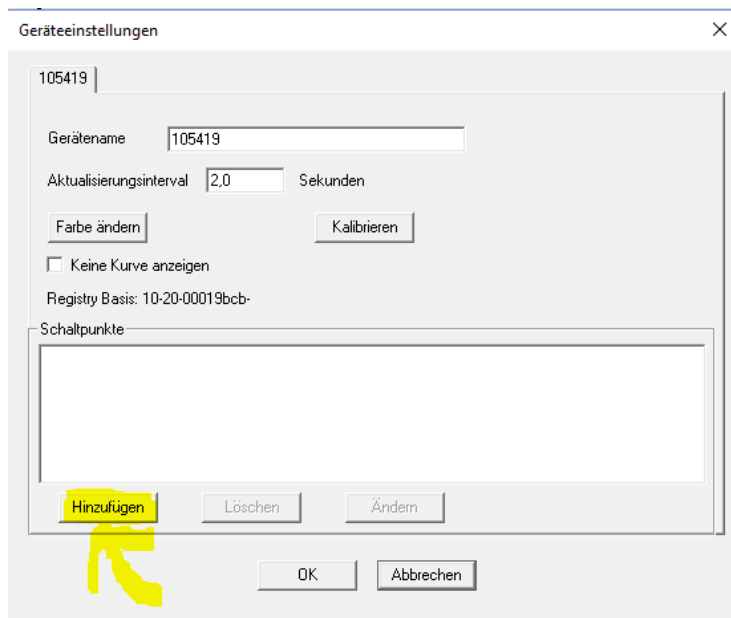 Geräteeinstellungen
105419
Gerätename 105419
Aktualisierungsinterval 2,0 Sekunden
Farbe ändern Kalibrieren
Keine Kurve anzeigen
Registry Basis: 10-20-00019bcb-
Schaltpunkte
Hinzufügen Löschen Ändern
OK Abbrechen